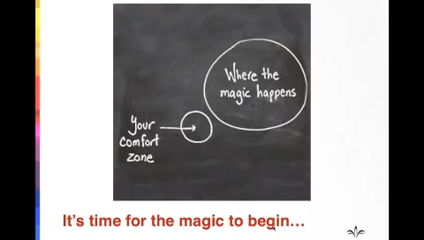 Where the
magic happens
Your
comfort
zone
It's time for the magic to begin...